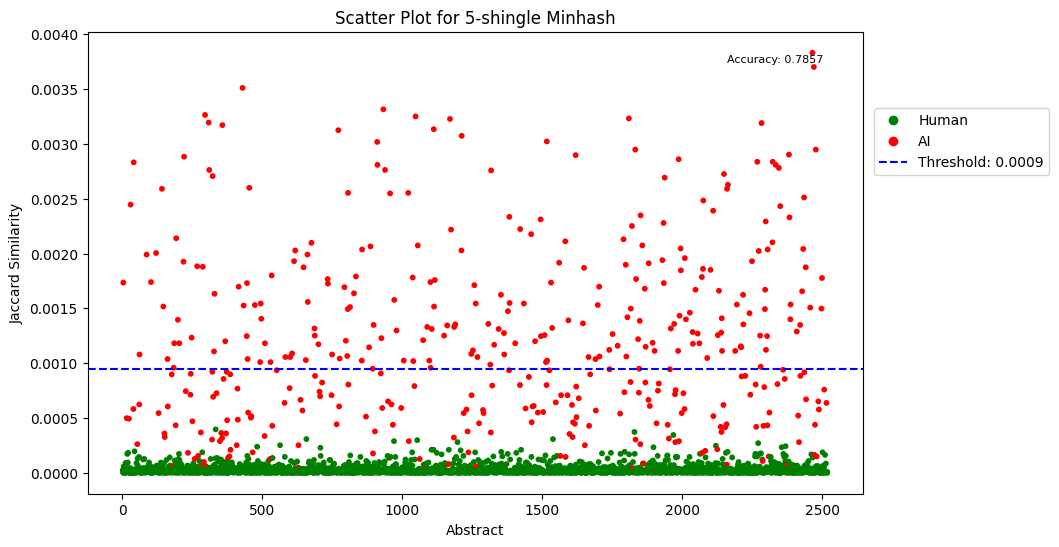 Scatter Plot for 5-shingle Minhash
Accuracy: 0.7857
0.0040
0.0035
0.0030
0.0025
0.0020
0.0015
0.0010
0.0005
0.0000
Jaccard Similarity
0
500
1000
1500
2000
2500
Abstract
Human
AI
Threshold: 0.0009